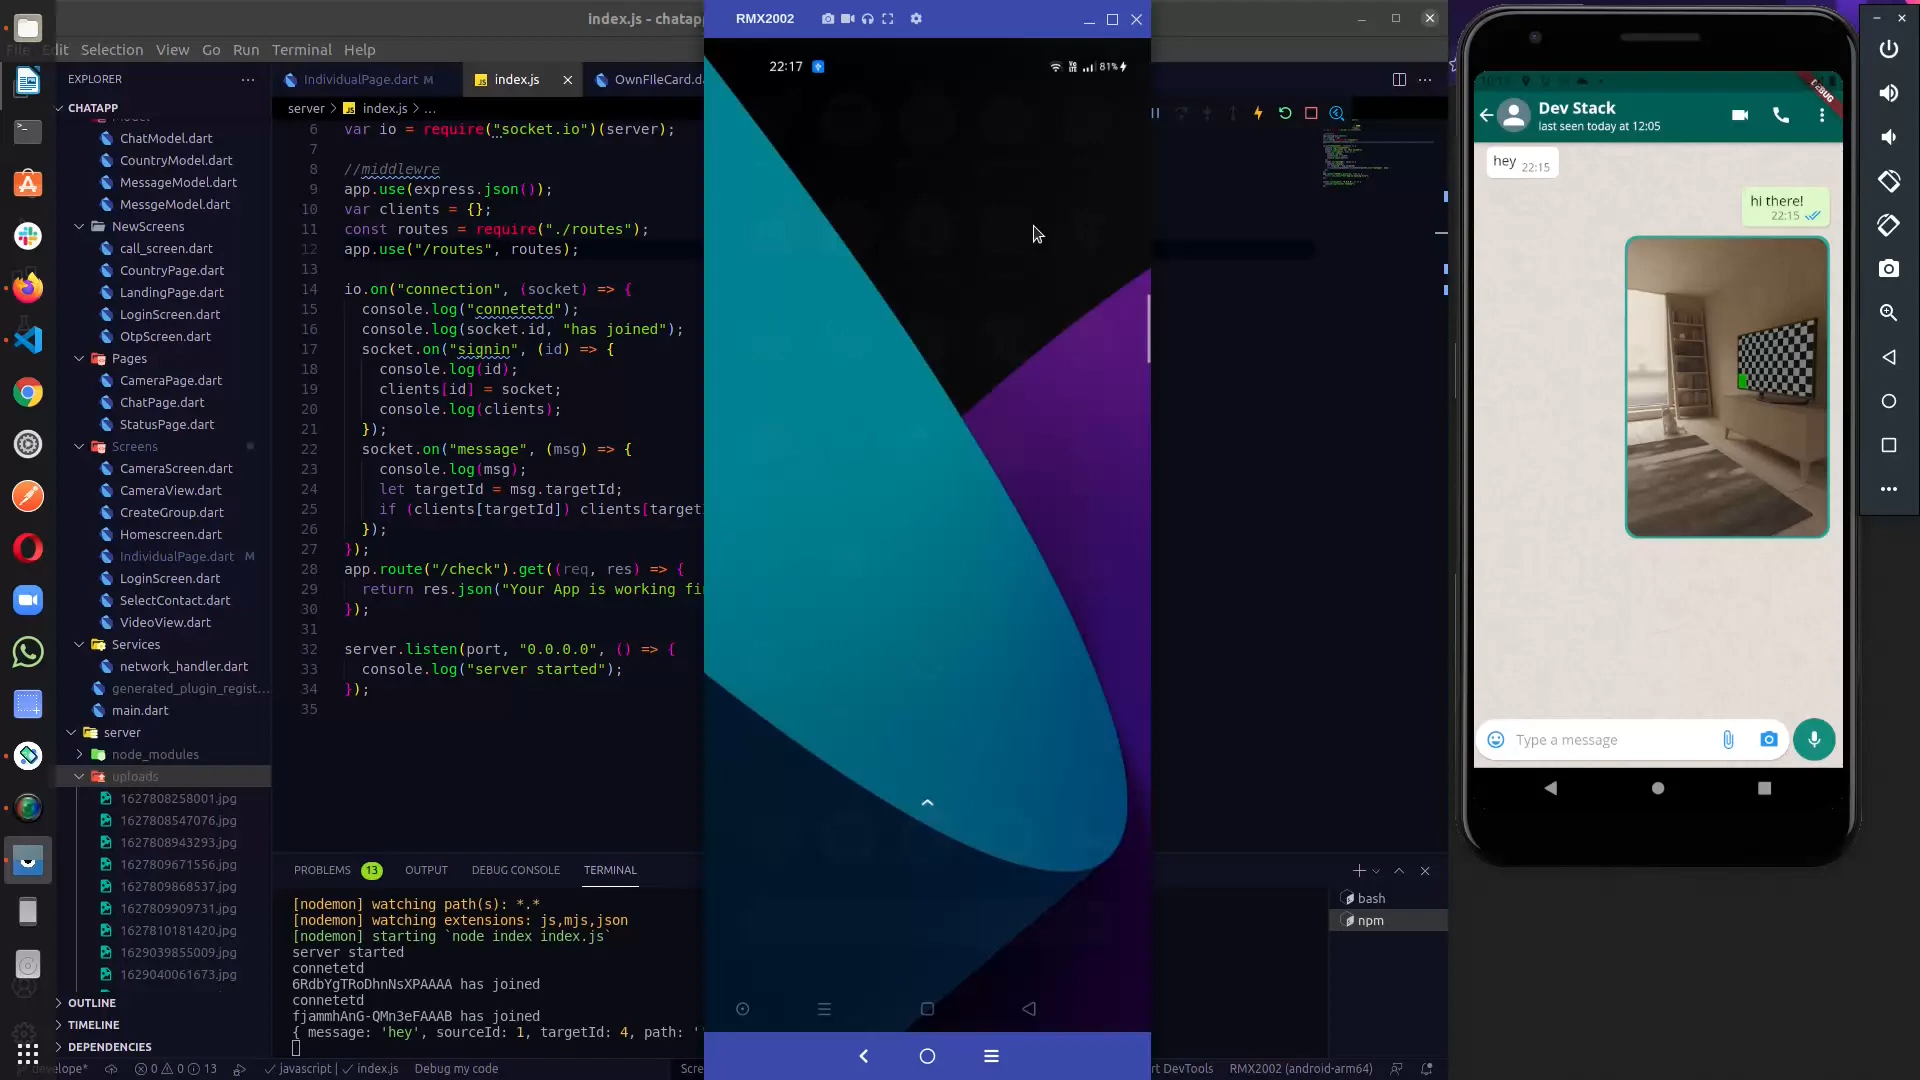 index.js - chatapp
RMX2002
File Edit Selection View Go Run Terminal Help
EXPLORER
IndividualPage.dart M
index.js
OwnFIleCard.da
server > index.js > ...
CHATAPP
ChatModel.dart
CountryModel.dart
MessageModel.dart
MessgeModel.dart
NewScreens
call_screen.dart
CountryPage.dart
LandingPage.dart
LoginScreen.dart
OtpScreen.dart
Pages
CameraPage.dart
ChatPage.dart
StatusPage.dart
Screens
CameraScreen.dart
CameraView.dart
CreateGroup.dart
Homescreen.dart
IndividualPage.dart M
LoginScreen.dart
SelectContact.dart
VideoView.dart
Services
network_handler.dart
generated_plugin_regist...
main.dart
server
node_modules
uploads
1627808258001.jpg
1627808547076.jpg
1627808943293.jpg
1627809671556.jpg
1627809868537.jpg
1627809909731.jpg
1627810181420.jpg
1629039855009.jpg
1629040061673.jpg
OUTLINE
TIMELINE
DEPENDENCIES
6 var io = require("socket.io")(server);
7
8 //middlewre
9 app.use(express.json());
10 var clients = {};
11 const routes = require("./routes");
12 app.use("/routes", routes);
13
14 io.on("connection", (socket) => {
15 console.log("connetetd");
16 console.log(socket.id, "has joined");
17 socket.on("signin", (id) => {
18 console.log(id);
19 clients[id] = socket;
20 console.log(clients);
21 });
22 socket.on("message", (msg) => {
23 console.log(msg);
24 let targetId = msg.targetId;
25 if (clients[targetId]) clients[target
26 });
27 });
28 app.route("/check").get((req, res) => {
29 return res.json("Your App is working fi
30 });
31
32 server.listen(port, "0.0.0.0", () => {
33 console.log("server started");
34 });
35
PROBLEMS 13 OUTPUT DEBUG CONSOLE TERMINAL
[nodemon] watching path(s): *.*
[nodemon] watching extensions: js,mjs,json
[nodemon] starting `node index index.js`
server started
connetetd
6RdbYgTRoDhnNsXPAAAA has joined
connetetd
fjammhAnG-QMn3eFAAAB has joined
{ message: 'hey', sourceId: 1, targetId: 4, path: '
bash
npm
develope* 0 0 13 javascript index.js Debug my code Scre
rt DevTools RMX2002 (android-arm64)
22:17
81%
DEBUG
Dev Stack
last seen today at 12:05
hey 22:15
hi there!
22:15
Type a message